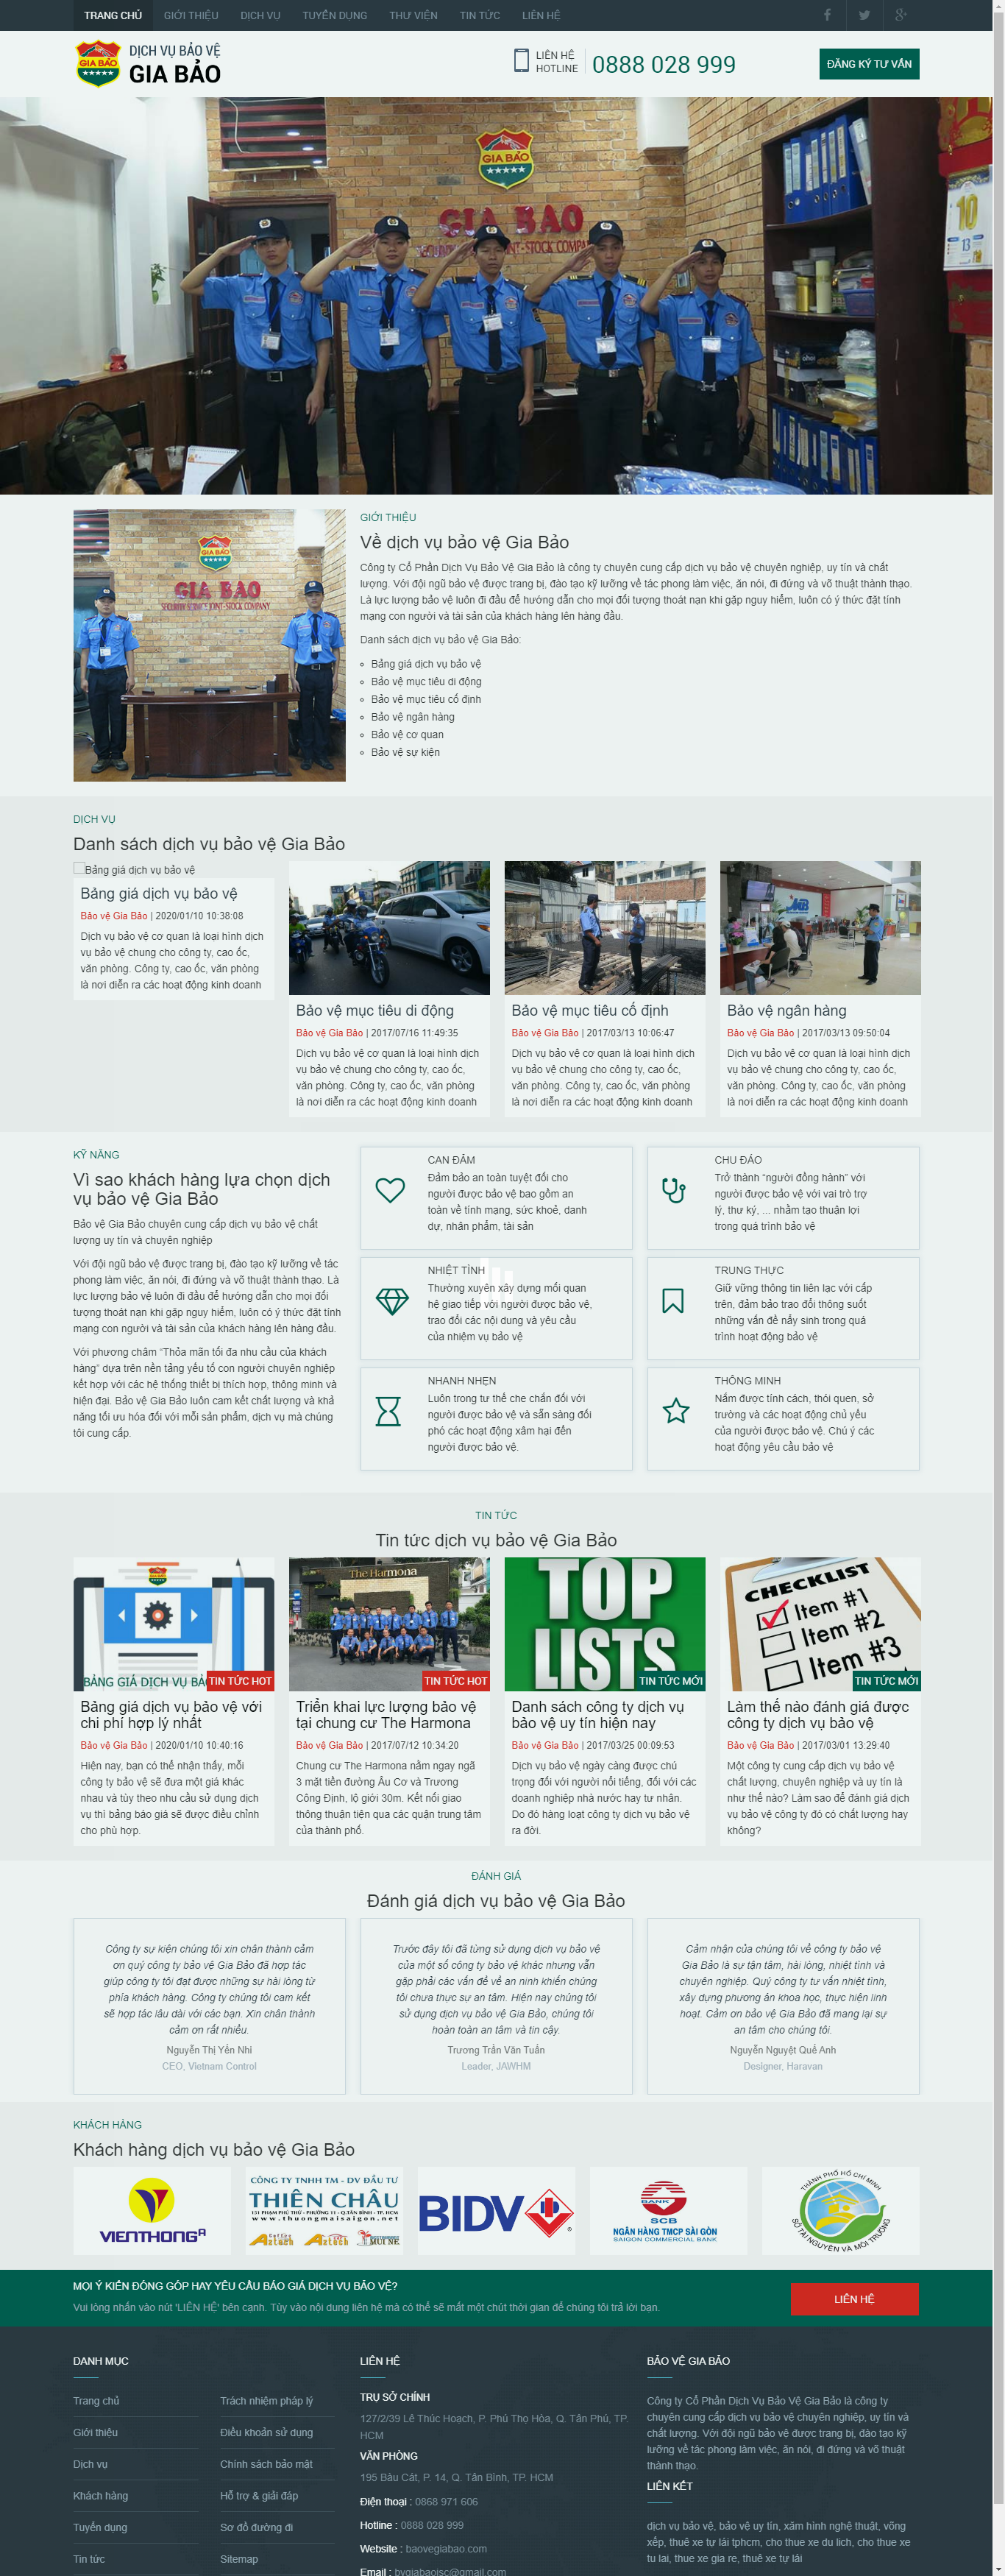 TRANG CHỦ GIỚI THIỆU DỊCH VỤ TUYỂN DỤNG THƯ VIỆN TIN TỨC LIÊN HỆ
GIA BẢO
DỊCH VỤ BẢO VỆ
GIA BẢO
LIÊN HỆ
HOTLINE
0888 028 999
ĐĂNG KÝ TƯ VẤN
GIA BAO
GIA BAO
GIỚI THIỆU
Về dịch vụ bảo vệ Gia Bảo
Công ty Cổ Phần Dịch Vụ Bảo Vệ Gia Bảo là công ty chuyên cung cấp dịch vụ bảo vệ chuyên nghiệp, uy tín và chất
lượng. Với đội ngũ bảo vệ được trang bị, đào tạo kỹ lưỡng về tác phong làm việc, ăn nói, đi đứng và võ thuật thành thạo.
Là lực lượng bảo vệ luôn đi đầu để hướng dẫn cho mọi đối tượng thoát nạn khi gặp nguy hiểm, luôn có ý thức đặt tính
mạng con người và tài sản của khách hàng lên hàng đầu.
Danh sách dịch vụ bảo vệ Gia Bảo:
Bảng giá dịch vụ bảo vệ
Bảo vệ mục tiêu di động
Bảo vệ mục tiêu cố định
Bảo vệ ngân hàng
Bảo vệ cơ quan
Bảo vệ sự kiện
GIA BAO
SECURITY SERVICE JOINT-STOCK COMPANY
DỊCH VỤ
Danh sách dịch vụ bảo vệ Gia Bảo
Bảng giá dịch vụ bảo vệ
Bảng giá dịch vụ bảo vệ
Bảo vệ Gia Bảo | 2020/01/10 10:38:08
Dịch vụ bảo vệ cơ quan là loại hình dịch
vụ bảo vệ chung cho công ty, cao ốc,
văn phòng. Công ty, cao ốc, văn phòng
là nơi diễn ra các hoạt động kinh doanh
Bảo vệ mục tiêu di động
Bảo vệ Gia Bảo | 2017/07/16 11:49:35
Dịch vụ bảo vệ cơ quan là loại hình dịch
vụ bảo vệ chung cho công ty, cao ốc,
văn phòng. Công ty, cao ốc, văn phòng
là nơi diễn ra các hoạt động kinh doanh
Bảo vệ mục tiêu cố định
Bảo vệ Gia Bảo | 2017/03/13 10:06:47
Dịch vụ bảo vệ cơ quan là loại hình dịch
vụ bảo vệ chung cho công ty, cao ốc,
văn phòng. Công ty, cao ốc, văn phòng
là nơi diễn ra các hoạt động kinh doanh
MB
Bảo vệ ngân hàng
Bảo vệ Gia Bảo | 2017/03/13 09:50:04
Dịch vụ bảo vệ cơ quan là loại hình dịch
vụ bảo vệ chung cho công ty, cao ốc,
văn phòng. Công ty, cao ốc, văn phòng
là nơi diễn ra các hoạt động kinh doanh
KỸ NĂNG
Vì sao khách hàng lựa chọn dịch
vụ bảo vệ Gia Bảo
Bảo vệ Gia Bảo chuyên cung cấp dịch vụ bảo vệ chất
lượng uy tín và chuyên nghiệp
Với đội ngũ bảo vệ được trang bị, đào tạo kỹ lưỡng về tác
phong làm việc, ăn nói, đi đứng và võ thuật thành thạo. Là
lực lượng bảo vệ luôn đi đầu để hướng dẫn cho mọi đối
tượng thoát nạn khi gặp nguy hiểm, luôn có ý thức đặt tính
mạng con người và tài sản của khách hàng lên hàng đầu.
Với phương châm “Thỏa mãn tối đa nhu cầu của khách
hàng” dựa trên nền tảng yếu tố con người chuyên nghiệp
kết hợp với các hệ thống thiết bị thích hợp, thông minh và
hiện đại. Bảo vệ Gia Bảo luôn cam kết chất lượng và khả
năng tối ưu hóa đối với mỗi sản phẩm, dịch vụ mà chúng
tôi cung cấp.
CAN ĐẢM
Đảm bảo an toàn tuyệt đối cho
người được bảo vệ bao gồm an
toàn về tính mạng, sức khoẻ, danh
dự, nhân phẩm, tài sản
CHU ĐÁO
Trở thành “người đồng hành” với
người được bảo vệ với vai trò trợ
lý, thư ký, ... nhằm tạo thuận lợi
trong quá trình bảo vệ
NHIỆT TÌNH
Thường xuyên xây dựng mối quan
hệ giao tiếp với người được bảo vệ,
trao đổi các nội dung và yêu cầu
của nhiệm vụ bảo vệ
TRUNG THỰC
Giữ vững thông tin liên lạc với cấp
trên, đảm bảo trao đổi thông suốt
những vấn đề nẩy sinh trong quá
trình hoạt động bảo vệ
NHANH NHẸN
Luôn trong tư thế che chắn đối với
người được bảo vệ và sẵn sàng đối
phó các hoạt động xâm hại đến
người được bảo vệ.
THÔNG MINH
Nắm được tính cách, thói quen, sở
trường và các hoạt động chủ yếu
của người được bảo vệ. Chú ý các
hoạt động yêu cầu bảo vệ
TIN TỨC
Tin tức dịch vụ bảo vệ Gia Bảo
BẢNG GIÁ DỊCH VỤ BẢO
TIN TỨC HOT
Bảng giá dịch vụ bảo vệ với
chi phí hợp lý nhất
Bảo vệ Gia Bảo | 2020/01/10 10:40:16
Hiện nay, bạn có thể nhận thấy, mỗi
công ty bảo vệ sẽ đưa một giá khác
nhau và tùy theo nhu cầu sử dụng dịch
vụ thì bảng báo giá sẽ được điều chỉnh
cho phù hợp.
The Harmona
TIN TỨC HOT
Triển khai lực lượng bảo vệ
tại chung cư The Harmona
Bảo vệ Gia Bảo | 2017/07/12 10:34:20
Chung cư The Harmona nằm ngay ngã
3 mặt tiền đường Âu Cơ và Trương
Công Định, lộ giới 30m. Kết nối giao
thông thuận tiện qua các quận trung tâm
của thành phố.
TOP
LISTS
TIN TỨC MỚI
Danh sách công ty dịch vụ
bảo vệ uy tín hiện nay
Bảo vệ Gia Bảo | 2017/03/25 00:09:53
Dịch vụ bảo vệ ngày càng được chú
trọng đối với người nổi tiếng, đối với các
doanh nghiệp nhà nước hay tư nhân.
Do đó hàng loạt công ty dịch vụ bảo vệ
ra đời.
CHECKLIST
Item #1
Item #2
Item #3
TIN TỨC MỚI
Làm thế nào đánh giá được
công ty dịch vụ bảo vệ
Bảo vệ Gia Bảo | 2017/03/01 13:29:40
Một công ty cung cấp dịch vụ bảo vệ
chất lượng, chuyên nghiệp và uy tín là
như thế nào? Làm sao để đánh giá dịch
vụ bảo vệ công ty đó có chất lượng hay
không?
ĐÁNH GIÁ
Đánh giá dịch vụ bảo vệ Gia Bảo
Công ty sự kiện chúng tôi xin chân thành cảm
ơn quý công ty bảo vệ Gia Bảo đã hợp tác
giúp công ty tôi đạt được những sự hài lòng từ
phía khách hàng. Công ty chúng tôi cam kết
sẽ hợp tác lâu dài với các bạn. Xin chân thành
cảm ơn rất nhiều.
Nguyễn Thị Yến Nhi
CEO, Vietnam Control
Trước đây tôi đã từng sử dụng dịch vụ bảo vệ
của một số công ty bảo vệ khác nhưng vẫn
gặp phải các vấn đề về an ninh khiến chúng
tôi chưa thực sự an tâm. Hiện nay chúng tôi
sử dụng dịch vụ bảo vệ Gia Bảo, chúng tôi
hoàn toàn an tâm và tin cậy.
Trương Trần Văn Tuấn
Leader, JAWHM
Cảm nhận của chúng tôi về công ty bảo vệ
Gia Bảo là sự tận tâm, hài lòng, nhiệt tình và
chuyên nghiệp. Quý công ty tư vấn nhiệt tình,
xây dựng phương án khoa học, thực hiện linh
hoạt. Cảm ơn bảo vệ Gia Bảo đã mang lại sự
an tâm cho chúng tôi.
Nguyễn Nguyệt Quế Anh
Designer, Haravan
KHÁCH HÀNG
Khách hàng dịch vụ bảo vệ Gia Bảo
VIENTHONGA
CÔNG TY TNHH TM - DV ĐẦU TƯ
THIÊN CHÂU
www.thuongmaisaigon.net
Aztech Aztech MUI NE
BIDV
BANK
SCB
NGÂN HÀNG TMCP SÀI GÒN
SAIGON COMMERCIAL BANK
THÀNH PHỐ HỒ CHÍ MINH
SỞ TÀI NGUYÊN VÀ MÔI TRƯỜNG
MỌI Ý KIẾN ĐÓNG GÓP HAY YÊU CẦU BÁO GIÁ DỊCH VỤ BẢO VỆ?
Vui lòng nhấn vào nút 'LIÊN HỆ' bên cạnh. Tùy vào nội dung liên hệ mà có thể sẽ mất một chút thời gian để chúng tôi trả lời bạn.
LIÊN HỆ
DANH MỤC
Trang chủ
Giới thiệu
Dịch vụ
Khách hàng
Tuyển dụng
Tin tức
Trách nhiệm pháp lý
Điều khoản sử dụng
Chính sách bảo mật
Hỗ trợ & giải đáp
Sơ đồ đường đi
Sitemap
LIÊN HỆ
TRỤ SỞ CHÍNH
127/2/39 Lê Thúc Hoạch, P. Phú Thọ Hòa, Q. Tân Phú, TP.
HCM
VĂN PHÒNG
195 Bàu Cát, P. 14, Q. Tân Bình, TP. HCM
Điện thoại : 0868 971 606
Hotline : 0888 028 999
Website : baovegiabao.com
Email : bvgiabaojsc@gmail.com
BẢO VỆ GIA BẢO
Công ty Cổ Phần Dịch Vụ Bảo Vệ Gia Bảo là công ty
chuyên cung cấp dịch vụ bảo vệ chuyên nghiệp, uy tín và
chất lượng. Với đội ngũ bảo vệ được trang bị, đào tạo kỹ
lưỡng về tác phong làm việc, ăn nói, đi đứng và võ thuật
thành thạo.
LIÊN KẾT
dịch vụ bảo vệ, bảo vệ uy tín, xăm hình nghệ thuật, võng
xếp, thuê xe tự lái tphcm, cho thue xe du lich, cho thue xe
tu lai, thue xe gia re, thuê xe tự lái